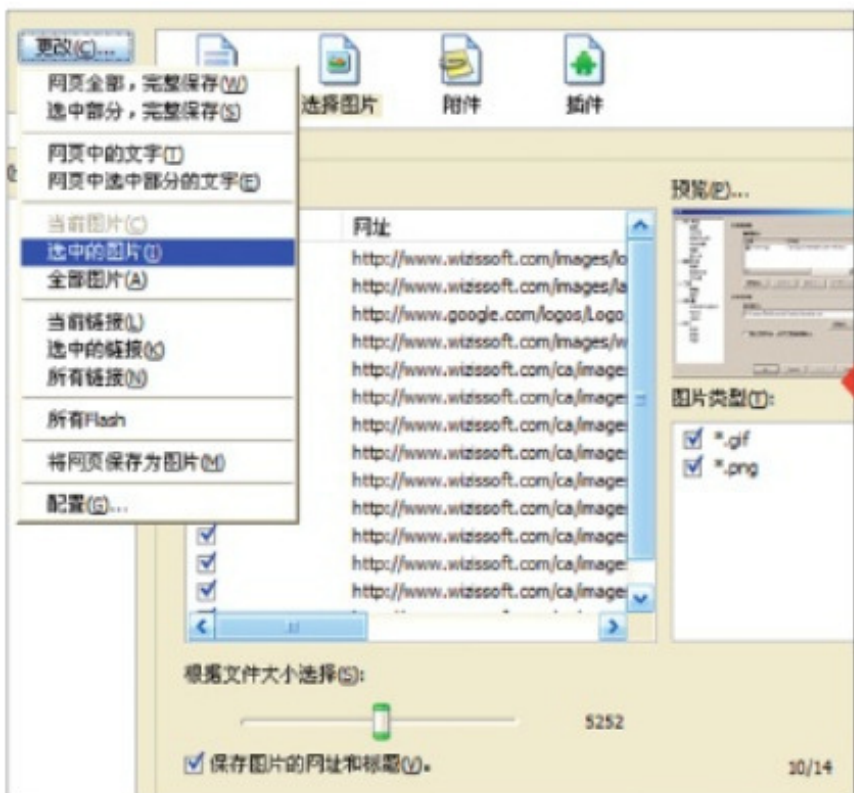 更改(C)...
网页全部，完整保存(W)
选中部分，完整保存(S)
网页中的文字(T)
网页中选中部分的文字(E)
当前图片(C)
选中的图片(I)
全部图片(A)
当前链接(L)
选中的链接(K)
所有链接(N)
所有Flash
将网页保存为图片(M)
配置(G)...
选择图片
附件
插件
网址
http://www.wizissoft.com/images/lo
http://www.wizissoft.com/images/la
http://www.google.com/logos/Logo
http://www.wizissoft.com/images/w
http://www.wizissoft.com/ca/image
http://www.wizissoft.com/ca/image
http://www.wizissoft.com/ca/image
http://www.wizissoft.com/ca/image
http://www.wizissoft.com/ca/image
http://www.wizissoft.com/ca/image
http://www.wizissoft.com/ca/image
http://www.wizissoft.com/ca/image
http://www.wizissoft.com/ca/image
预览(P)...
图片类型(T):
*.gif
*.png
根据文件大小选择(S):
5252
保存图片的网址和标题(V)。
10/14